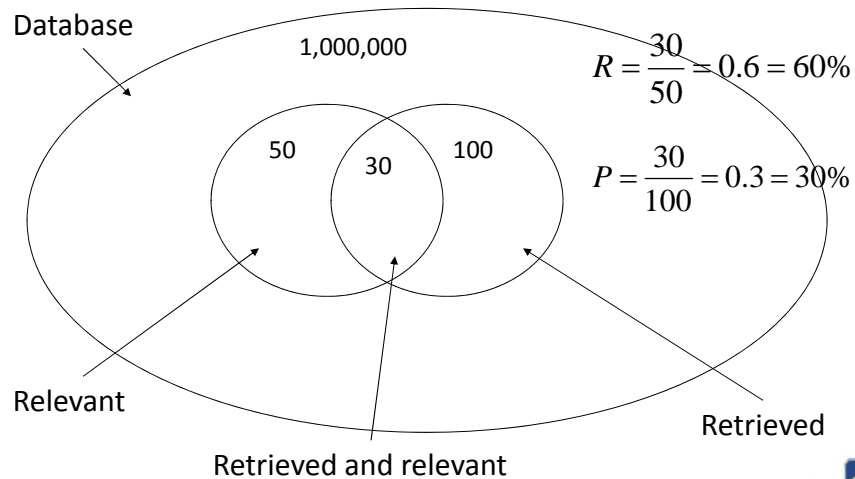 Database
1,000,000
R = 30/50 = 0.6 = 60%
50
30
100
P = 30/100 = 0.3 = 30%
Relevant
Retrieved
Retrieved and relevant